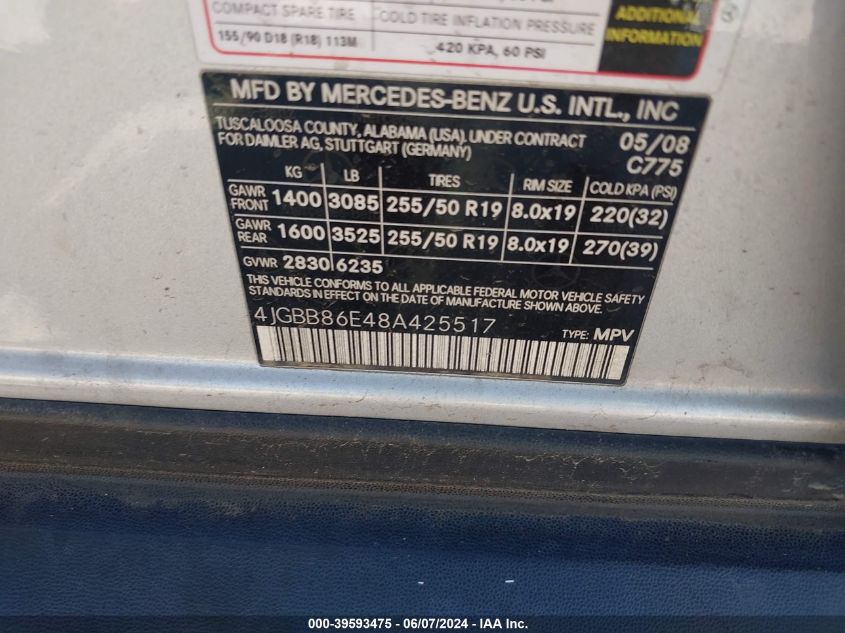 COMPACT SPARE TIRE COLD TIRE INFLATION PRESSURE
155/90 D18 (R18) 113M 420 KPA, 60 PSI
ADDITIONAL
INFORMATION
MFD BY MERCEDES-BENZ U.S. INTL., INC
TUSCALOOSA COUNTY, ALABAMA (USA), UNDER CONTRACT 05/08
FOR DAIMLER AG, STUTTGART (GERMANY) C775
KG LB TIRES RIM SIZE COLD KPA (PSI)
GAWR FRONT 1400 3085 255/50 R19 8.0x19 220(32)
GAWR REAR 1600 3525 255/50 R19 8.0x19 270(39)
GVWR 2830 6235
THIS VEHICLE CONFORMS TO ALL APPLICABLE FEDERAL MOTOR VEHICLE SAFETY
STANDARDS IN EFFECT ON THE DATE OF MANUFACTURE SHOWN ABOVE.
4JGBB86E48A425517 TYPE: MPV
000-39593475 - 06/07/2024 - IAA Inc.